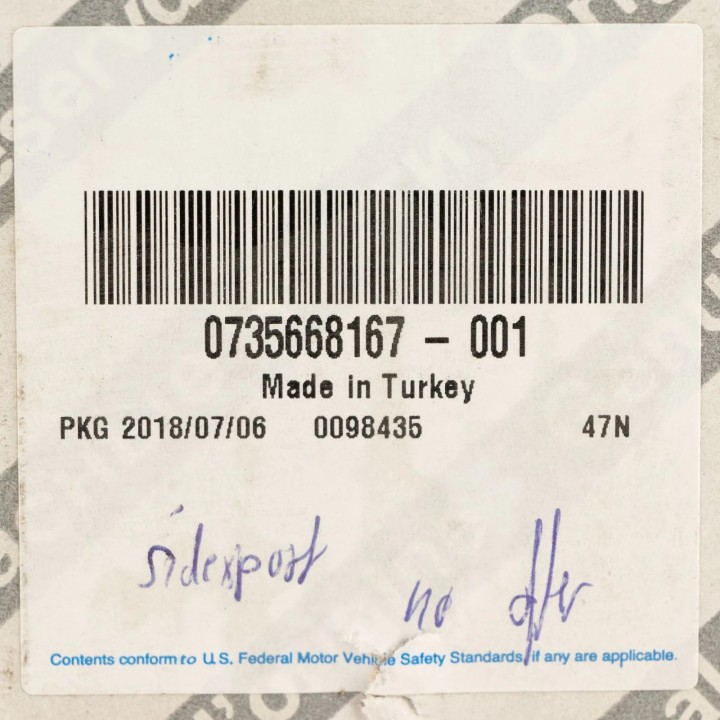 0735668167 - 001
Made in Turkey
PKG 2018/07/06 0098435 47N
sidexport
no offer
Contents conform to U.S. Federal Motor Vehicle Safety Standards, if any are applicable.